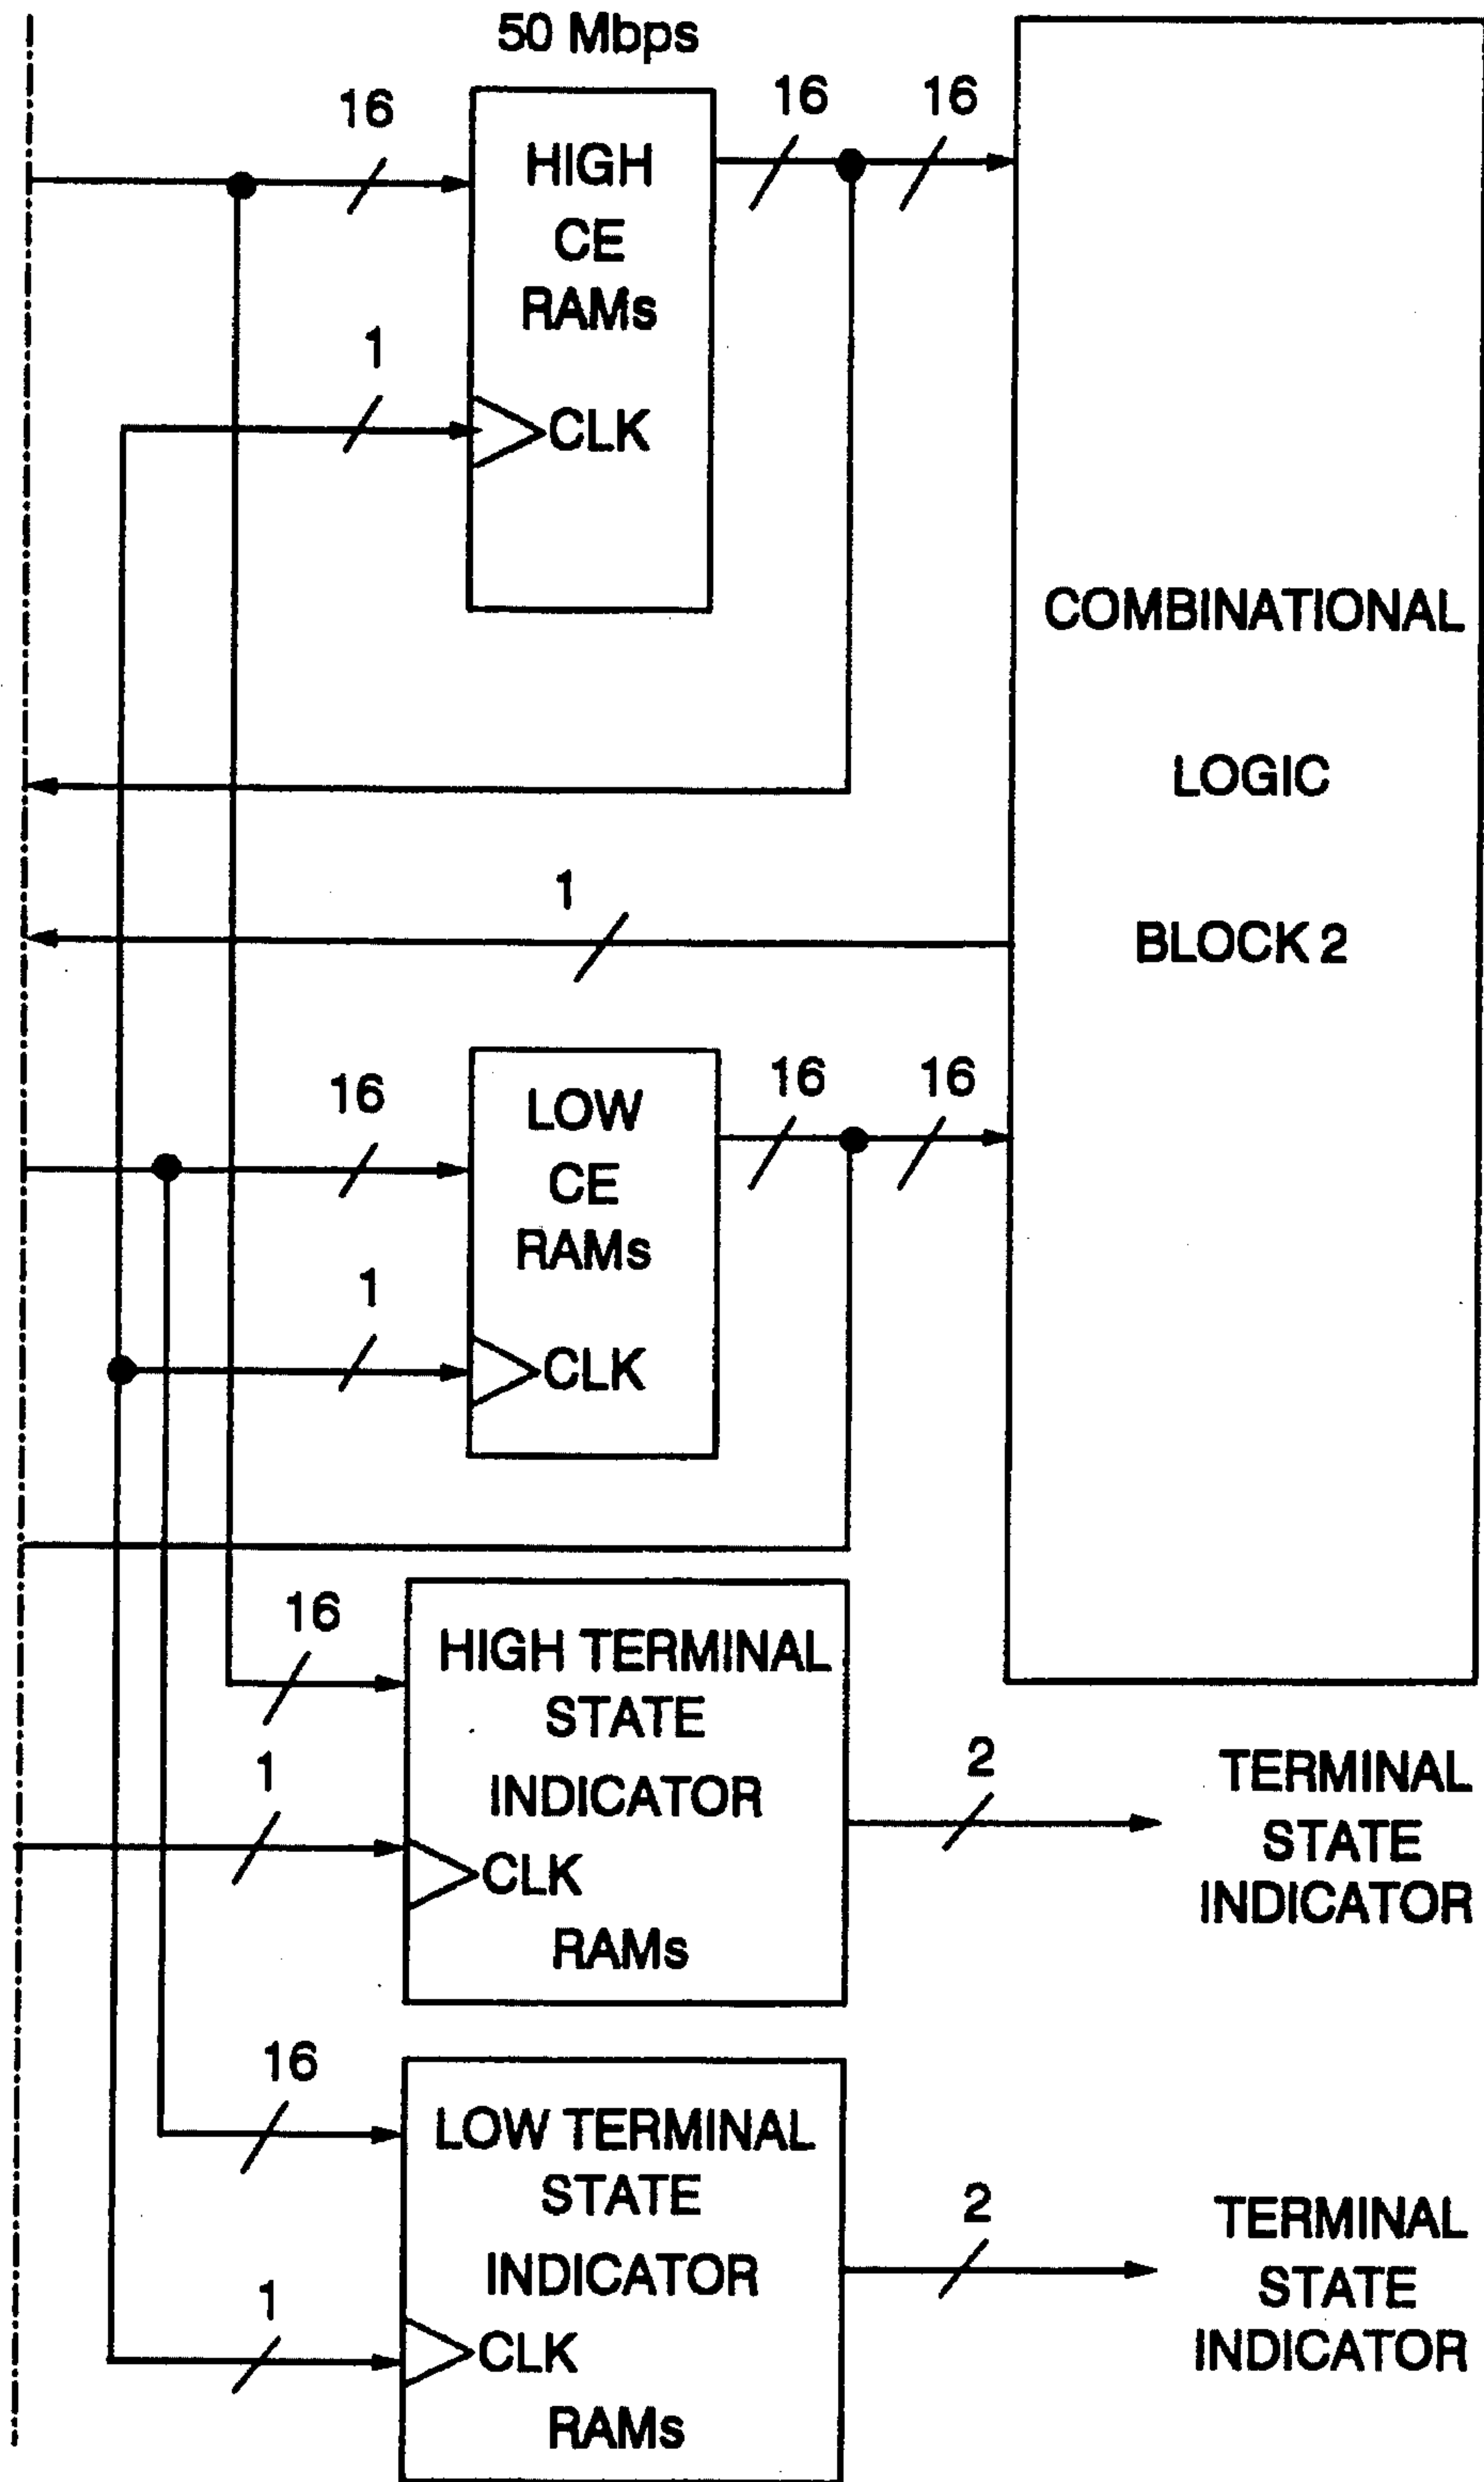 50 Mbps
16
16
16
HIGH
CE
RAMs
1
CLK
COMBINATIONAL
LOGIC
BLOCK 2
1
16
16
16
LOW
CE
RAMs
1
CLK
16
HIGH TERMINAL
STATE
INDICATOR
1
CLK
RAMs
2
TERMINAL
STATE
INDICATOR
16
LOW TERMINAL
STATE
INDICATOR
1
CLK
RAMs
2
TERMINAL
STATE
INDICATOR